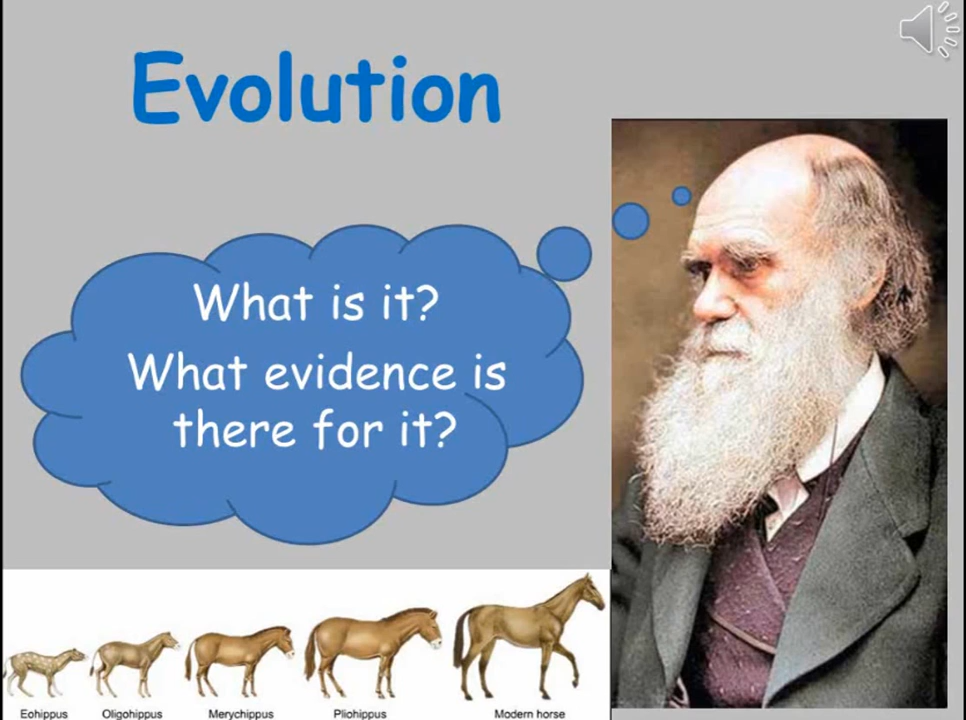 Evolution
What is it?
What evidence is
there for it?
Eohippus Oligohippus Merychippus Pliohippus Modern horse